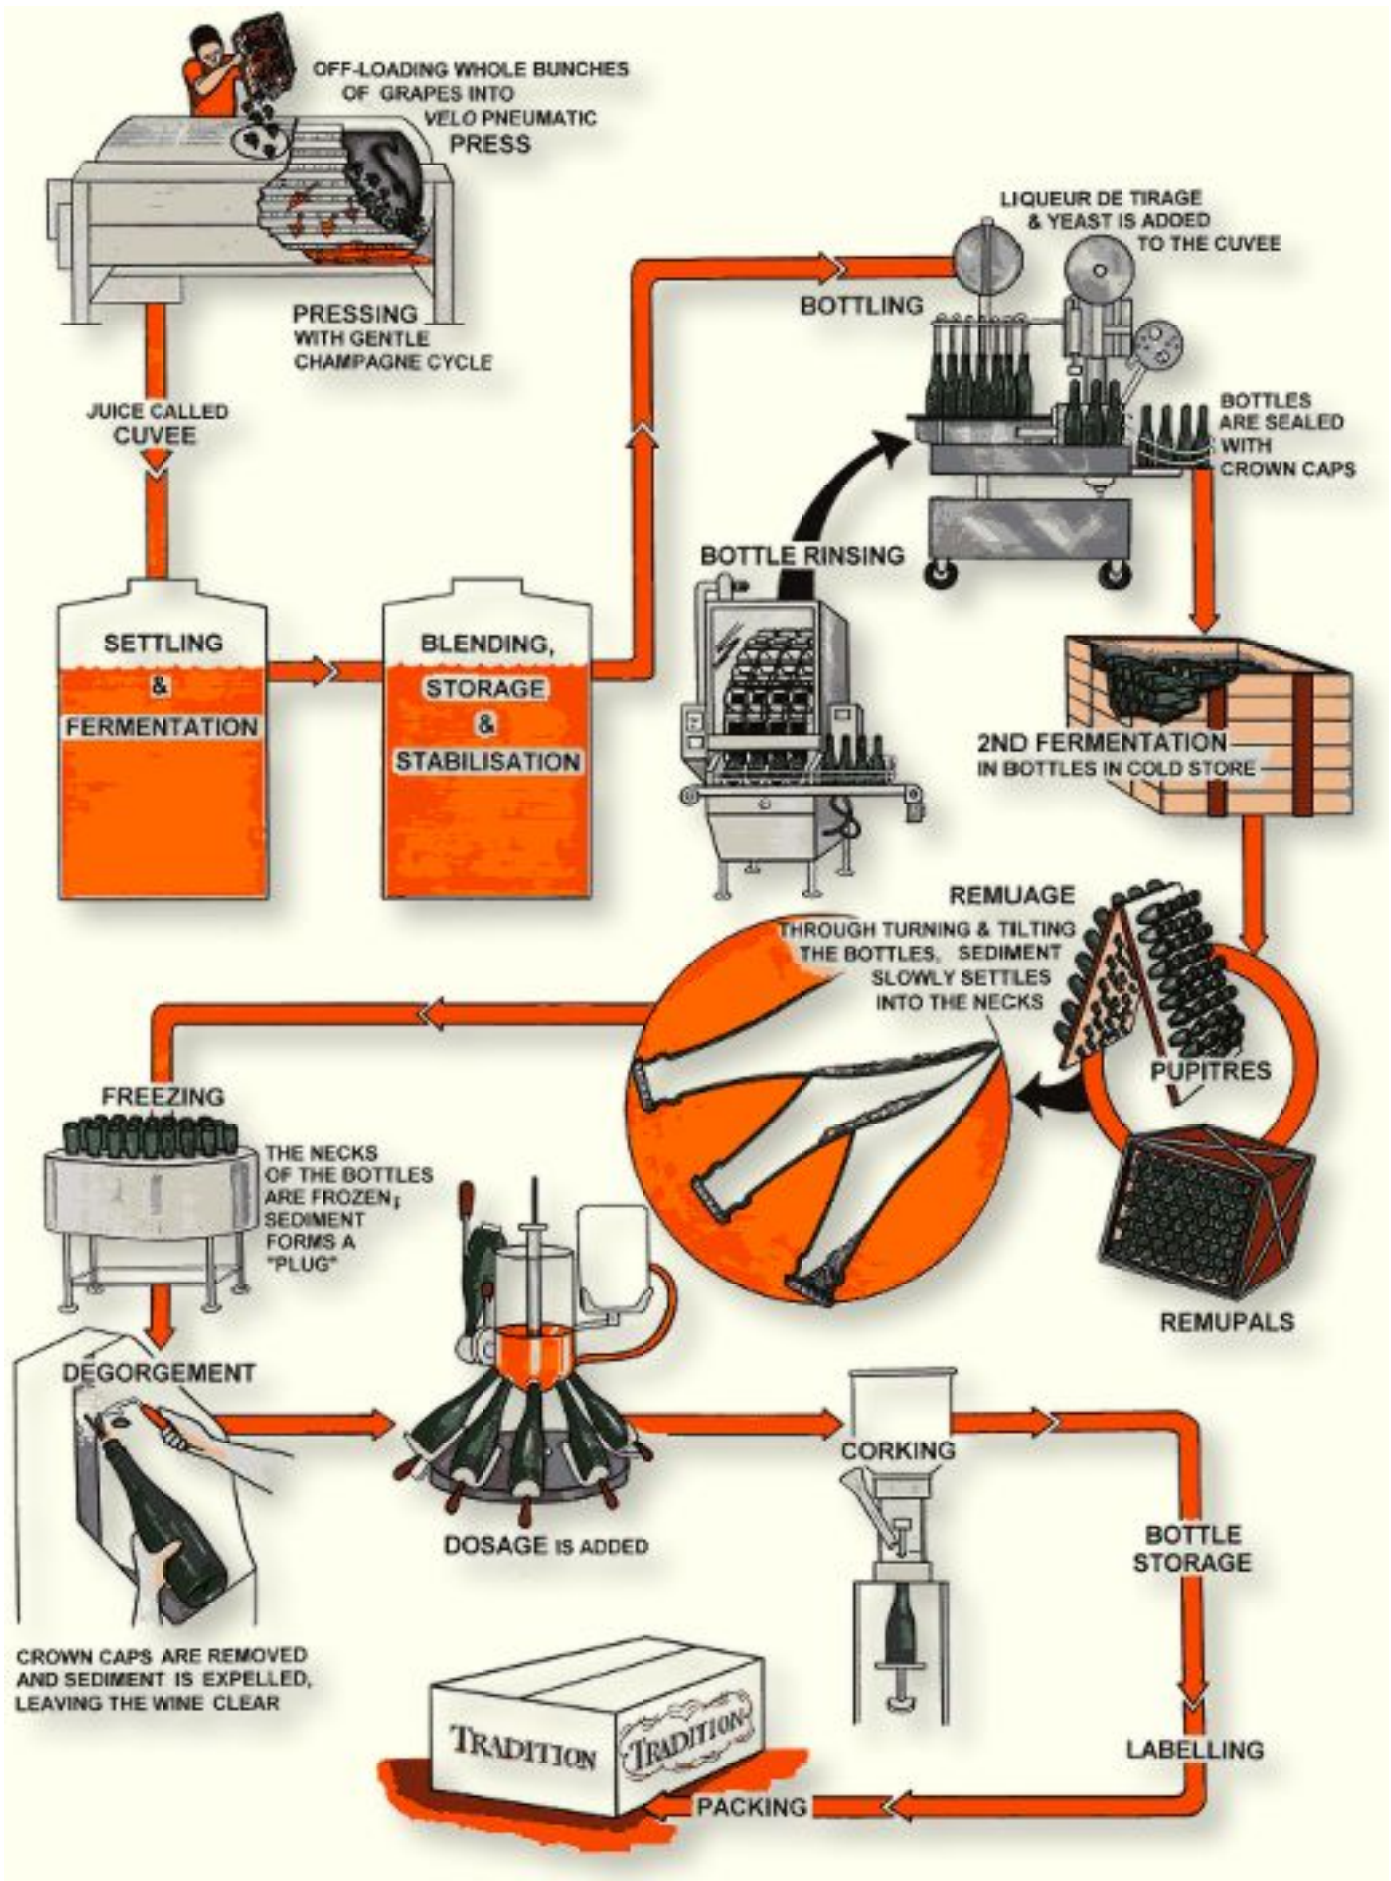 OFF-LOADING WHOLE BUNCHES
OF GRAPES INTO
VELO PNEUMATIC
PRESS
PRESSING
WITH GENTLE
CHAMPAGNE CYCLE
JUICE CALLED
CUVEE
SETTLING
&
FERMENTATION
BLENDING,
STORAGE
&
STABILISATION
BOTTLING
LIQUEUR DE TIRAGE
& YEAST IS ADDED
TO THE CUVEE
BOTTLE RINSING
BOTTLES
ARE SEALED
WITH
CROWN CAPS
2ND FERMENTATION
IN BOTTLES IN COLD STORE
REMUAGE
THROUGH TURNING & TILTING
THE BOTTLES, SEDIMENT
SLOWLY SETTLES
INTO THE NECKS
PUPITRES
REMUPALS
FREEZING
THE NECKS
OF THE BOTTLES
ARE FROZEN;
SEDIMENT
FORMS A
"PLUG"
DEGORGEMENT
CROWN CAPS ARE REMOVED
AND SEDIMENT IS EXPELLED,
LEAVING THE WINE CLEAR
DOSAGE IS ADDED
CORKING
BOTTLE
STORAGE
LABELLING
PACKING
TRADITION
TRADITION